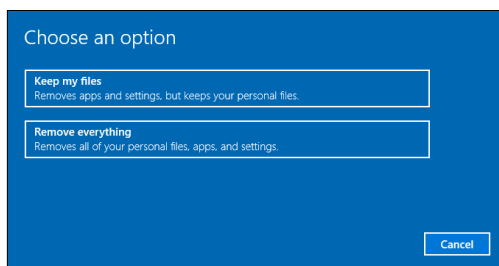 Choose an option
Keep my files
Removes apps and settings, but keeps your personal files.
Remove everything
Removes all of your personal files, apps, and settings.
Cancel